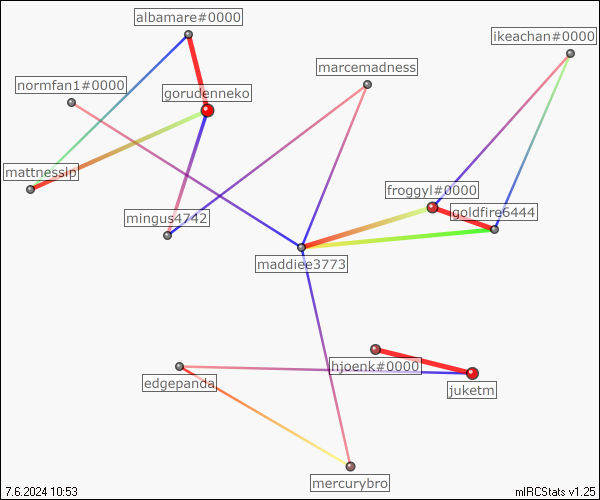 albamare#0000
ikeachan#0000
marcemadness
normfan1#0000
gorudenneko
mattnesslp
froggyl#0000
goldfire6444
mingus4742
maddiee3773
hjoenk#0000
edgepanda
juketm
mercurybro
7.6.2024 10:53
mIRCStats v1.25